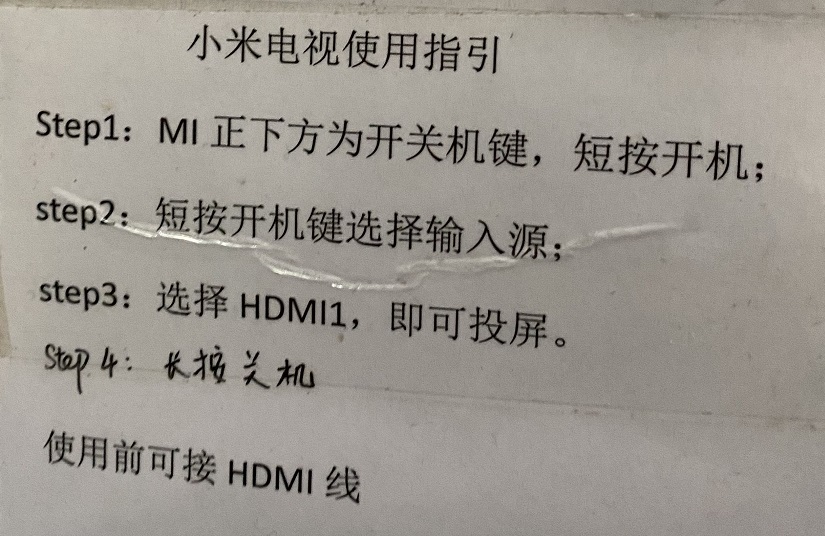 小米电视使用指引
Step1：MI 正下方为开关机键，短按开机；
step2：短按开机键选择输入源；
step3：选择 HDMI1，即可投屏。
Step 4：长按关机
使用前可接 HDMI 线